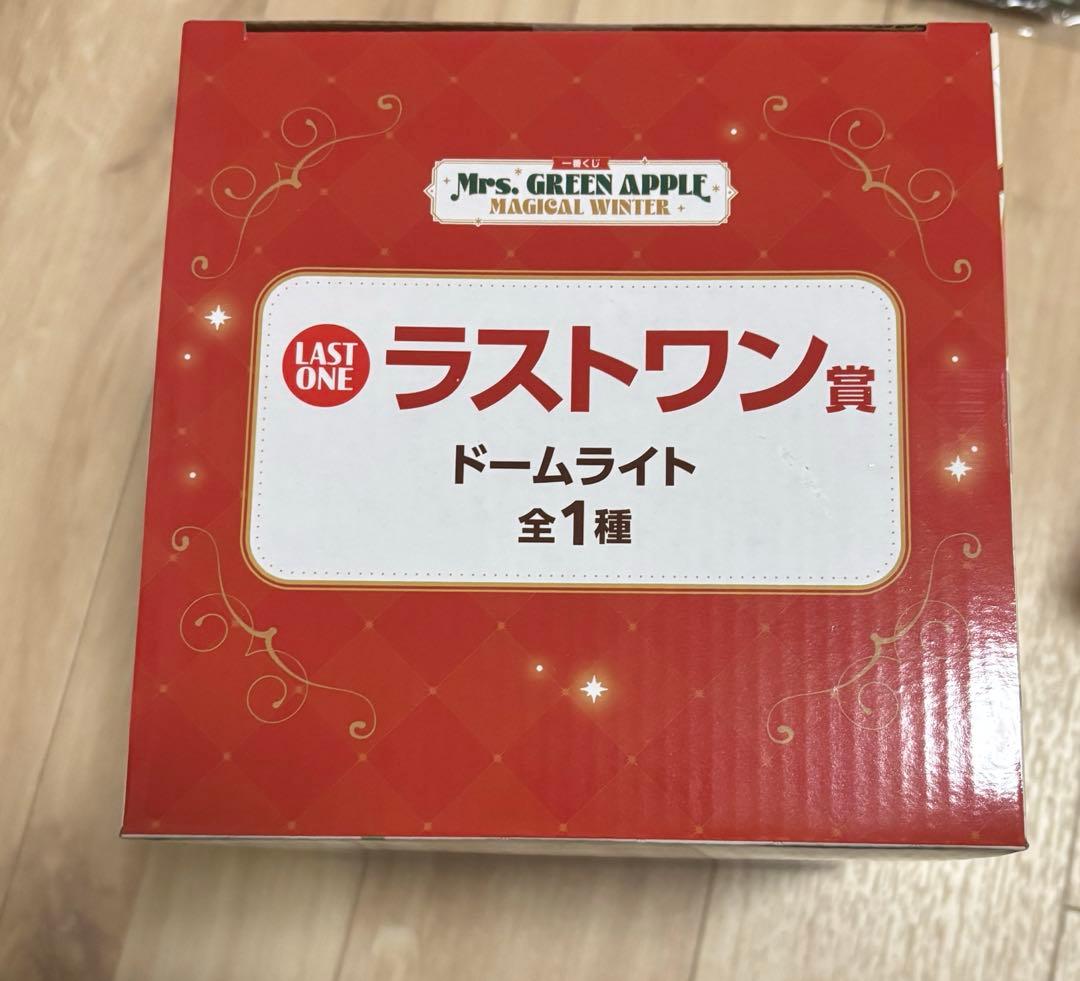 一番くじ
Mrs. GREEN APPLE
MAGICAL WINTER
LAST
ONE
ラストワン賞
ドームライト
全1種